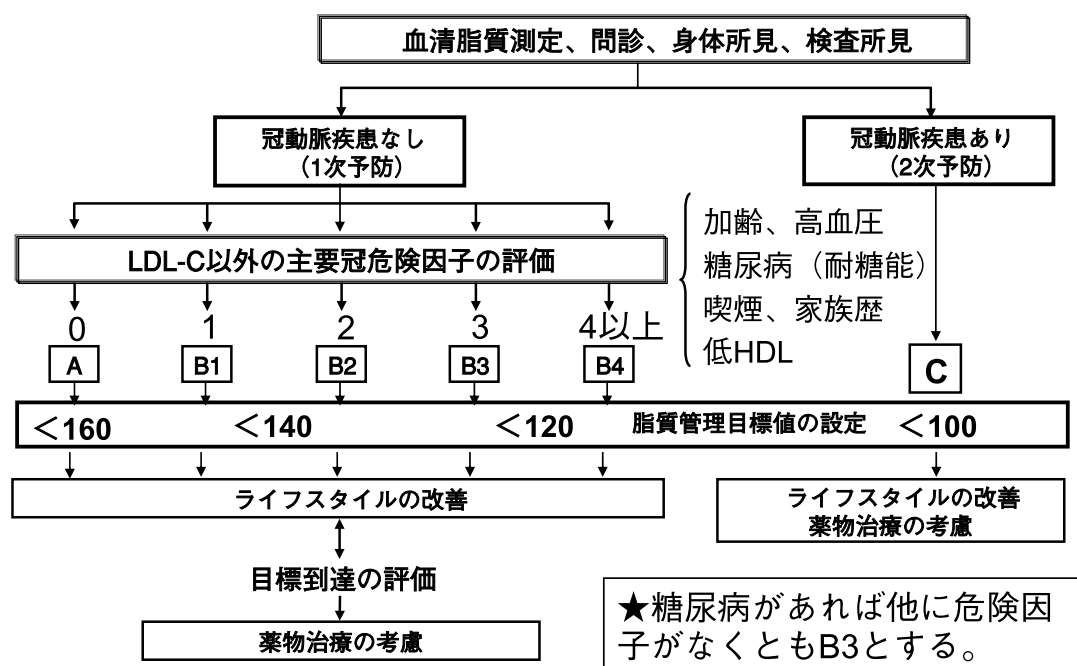 血清脂質測定、問診、身体所見、検査所見
冠動脈疾患なし
(1次予防)
冠動脈疾患あり
(2次予防)
加齢、高血圧
糖尿病(耐糖能)
喫煙、家族歴
低HDL
LDL-C以外の主要冠危険因子の評価
0 1 2 3 4以上
A B1 B2 B3 B4 C
<160 <140 <120 脂質管理目標値の設定 <100
ライフスタイルの改善
ライフスタイルの改善
薬物治療の考慮
目標到達の評価
薬物治療の考慮
★糖尿病があれば他に危険因
子がなくともB3とする。